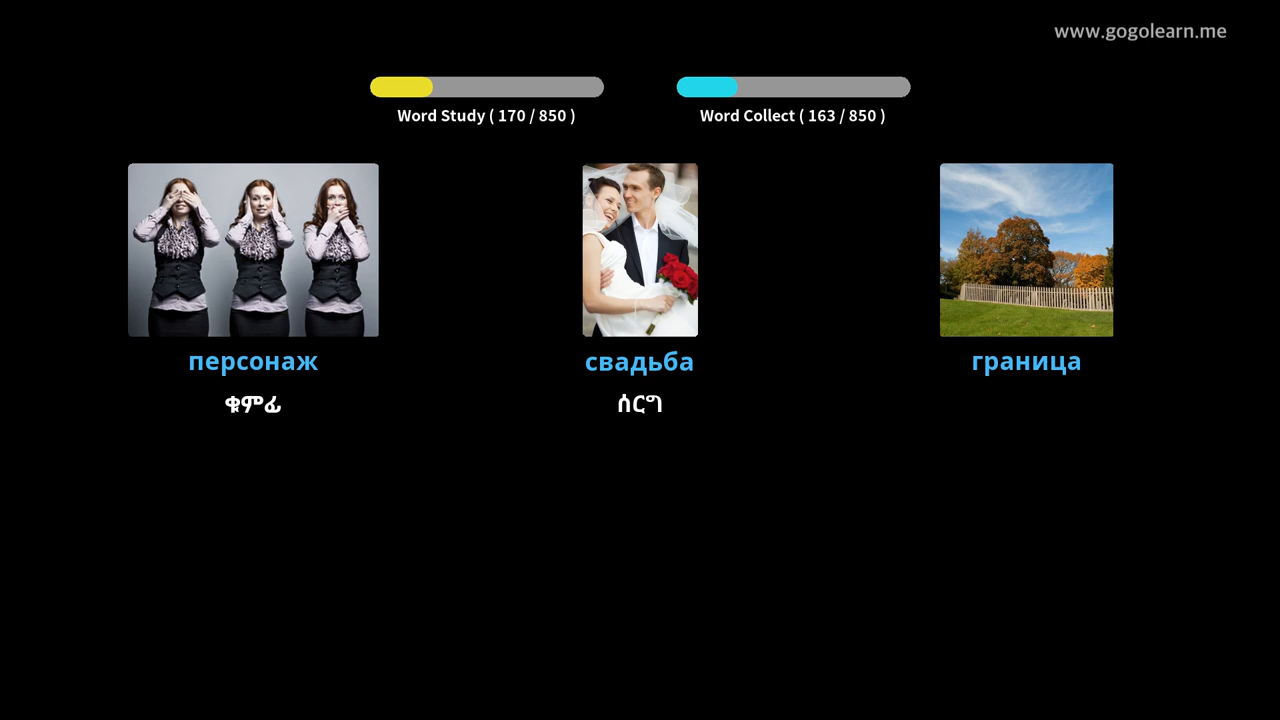 www.gogolearn.me
Word Study ( 170 / 850 )
Word Collect ( 163 / 850 )
персонаж
свадьба
граница
ቁምፊ
ሰርግ